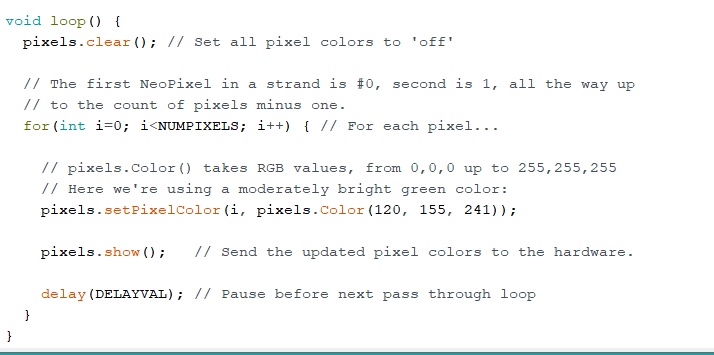 void loop() {
  pixels.clear(); // Set all pixel colors to 'off'
  // The first NeoPixel in a strand is #0, second is 1, all the way up
  // to the count of pixels minus one.
  for(int i=0; i<NUMPIXELS; i++) { // For each pixel...
    // pixels.Color() takes RGB values, from 0,0,0 up to 255,255,255
    // Here we're using a moderately bright green color:
    pixels.setPixelColor(i, pixels.Color(120, 155, 241));
    pixels.show();   // Send the updated pixel colors to the hardware.
    delay(DELAYVAL); // Pause before next pass through loop
  }
}